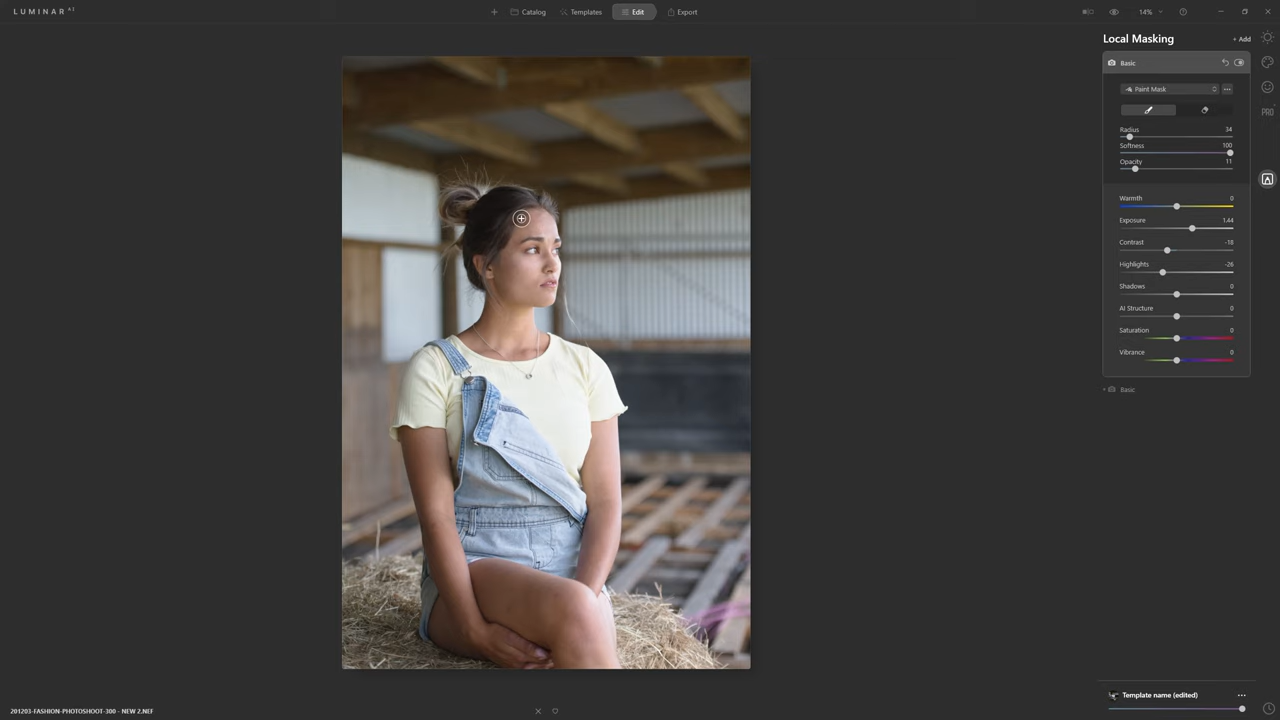 LUMINAR AI
+ Catalog Templates Edit Export
14%
Local Masking
+ Add
Basic
Paint Mask
Radius 34
Softness 100
Opacity 11
Warmth 0
Exposure 1.44
Contrast -18
Highlights -26
Shadows 0
AI Structure 0
Saturation 0
Vibrance 0
Basic
PRO
Template name (edited)
201203-FASHION-PHOTOSHOOT-300 - NEW 2.NEF